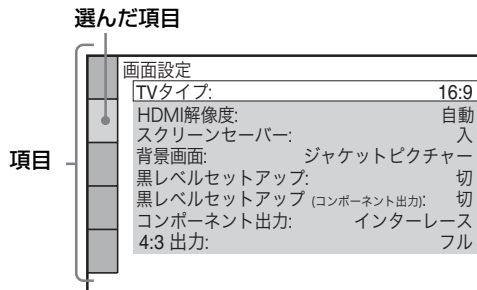 選んだ項目
項目
画面設定
TVタイプ: 16:9
HDMI解像度: 自動
スクリーンセーバー: 入
背景画面: ジャケットピクチャー
黒レベルセットアップ: 切
黒レベルセットアップ (コンポーネント出力): 切
コンポーネント出力: インターレース
4:3 出力: フル